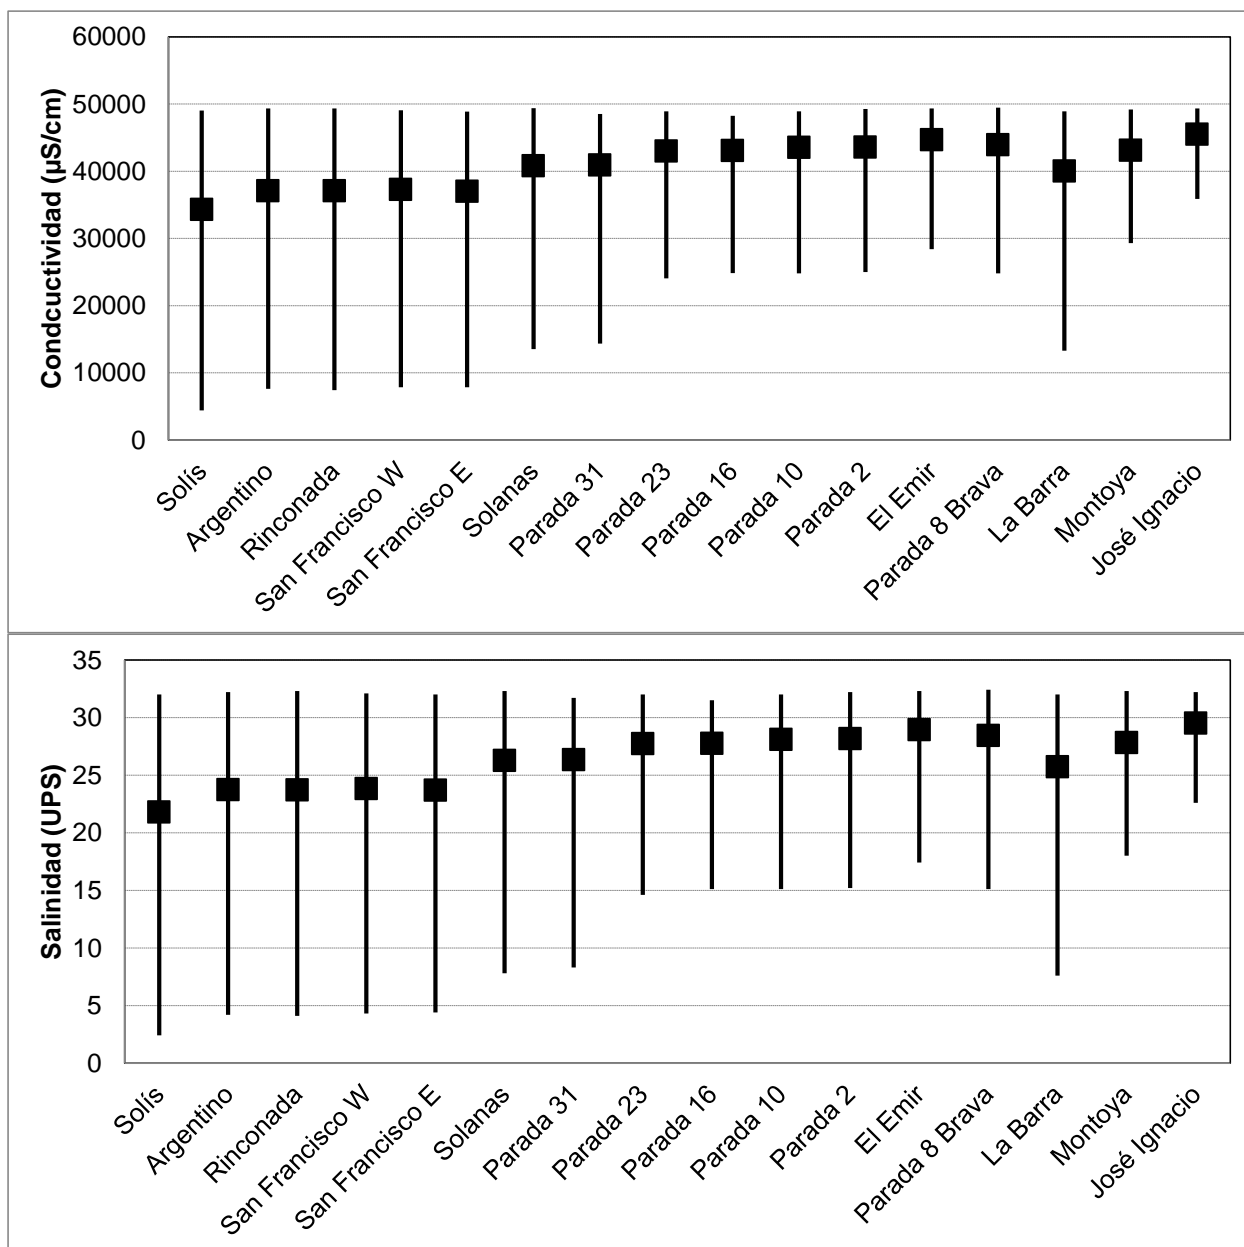 Condcuctividad (µS/cm)
60000
50000
40000
30000
20000
10000
0
Solís
Argentino
Rinconada
San Francisco W
San Francisco E
Solanas
Parada 31
Parada 23
Parada 16
Parada 10
Parada 2
El Emir
Parada 8 Brava
La Barra
Montoya
José Ignacio
Salinidad (UPS)
35
30
25
20
15
10
5
0
Solís
Argentino
Rinconada
San Francisco W
San Francisco E
Solanas
Parada 31
Parada 23
Parada 16
Parada 10
Parada 2
El Emir
Parada 8 Brava
La Barra
Montoya
José Ignacio